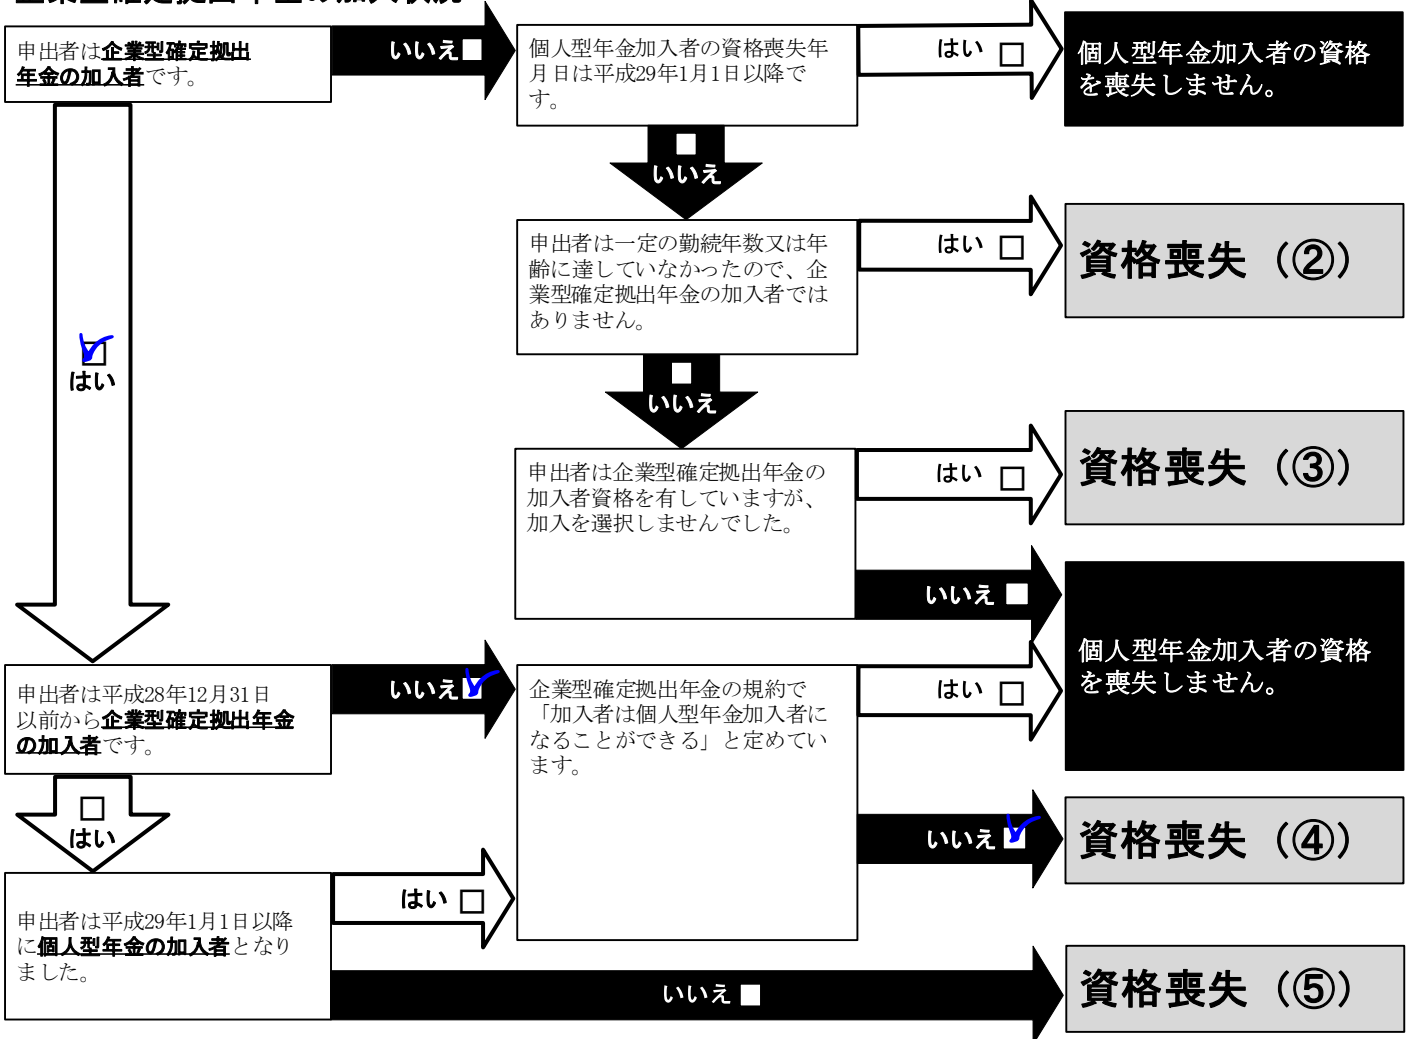 申出者は企業型確定拠出
年金の加入者です。
いいえ
個人型年金加入者の資格喪失年
月日は平成29年1月1日以降で
す。
はい
個人型年金加入者の資格
を喪失しません。
いいえ
申出者は一定の勤続年数又は年
齢に達していなかったので、企
業型確定拠出年金の加入者では
ありません。
はい
資格喪失（②）
はい
いいえ
申出者は企業型確定拠出年金の
加入者資格を有していますが、
加入を選択しませんでした。
はい
資格喪失（③）
いいえ
個人型年金加入者の資格
を喪失しません。
申出者は平成28年12月31日
以前から企業型確定拠出年金
の加入者です。
いいえ
企業型確定拠出年金の規約で
「加入者は個人型年金加入者に
なることができる」と定めてい
ます。
はい
はい
いいえ
資格喪失（④）
申出者は平成29年1月1日以降
に個人型年金の加入者となり
ました。
はい
いいえ
資格喪失（⑤）